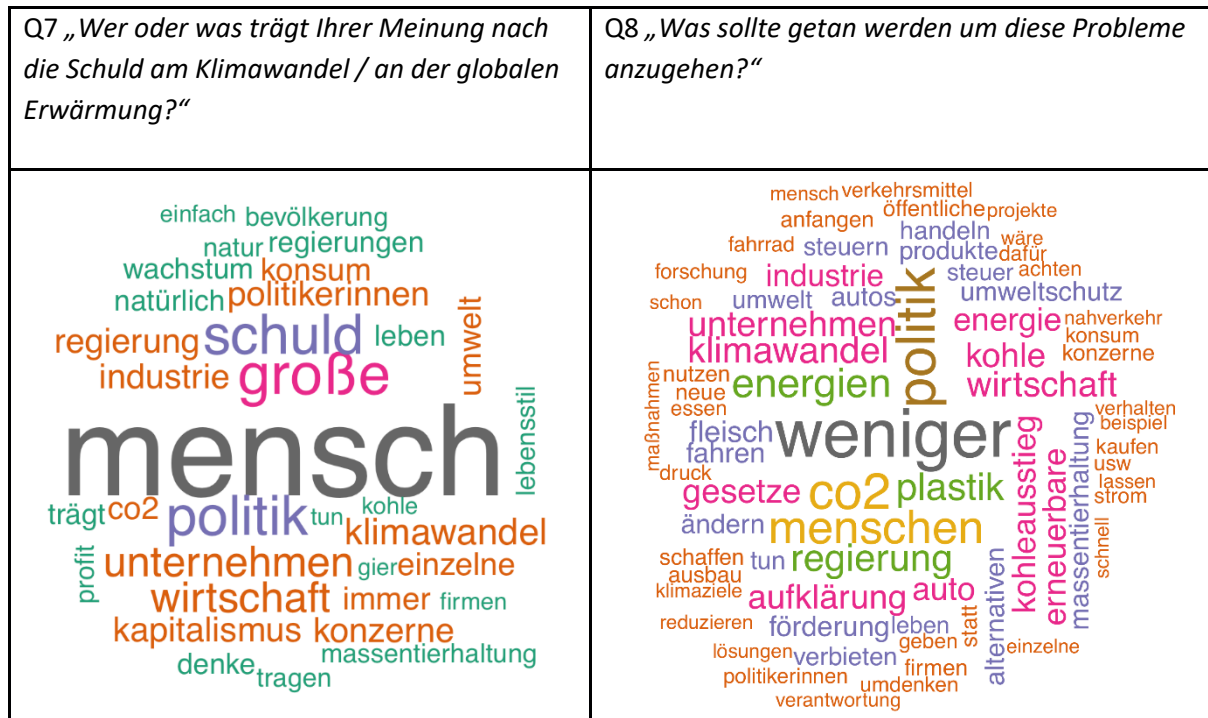 Q7 „Wer oder was trägt Ihrer Meinung nach
die Schuld am Klimawandel / an der globalen
Erwärmung?“
Q8 „Was sollte getan werden um diese Probleme
anzugehen?“
einfach bevölkerung
natur regierungen
wachstum konsum
natürlich politikerinnen
umwelt
schuld leben
regierung
industrie große
lebensstil
mensch
trägt co2 politik tun kohle
klimawandel
profit
unternehmen gier einzelne
wirtschaft immer firmen
kapitalismus konzerne
massentierhaltung
denke
tragen
mensch verkehrsmittel
anfangen öffentliche projekte
handeln
fahrrad steuern produkte wäre
dafür
forschung industrie politik steuer achten
schon umwelt autos umweltschutz
unternehmen energie nahverkehr
konsum
klimawandel kohle konzerne
maßnahmen nutzen
neue energien wirtschaft
essen
fleisch weniger kohleausstieg erneuerbare massentierhaltung verhalten
beispiel
fahren kaufen
druck usw
gesetze co2 plastik lassen
strom
ändern menschen schnell
schaffen tun regierung
ausbau
klimaziele aufklärung auto alternativen
reduzieren förderung leben statt
geben einzelne
lösungen verbieten firmen
politikerinnen umdenken
verantwortung